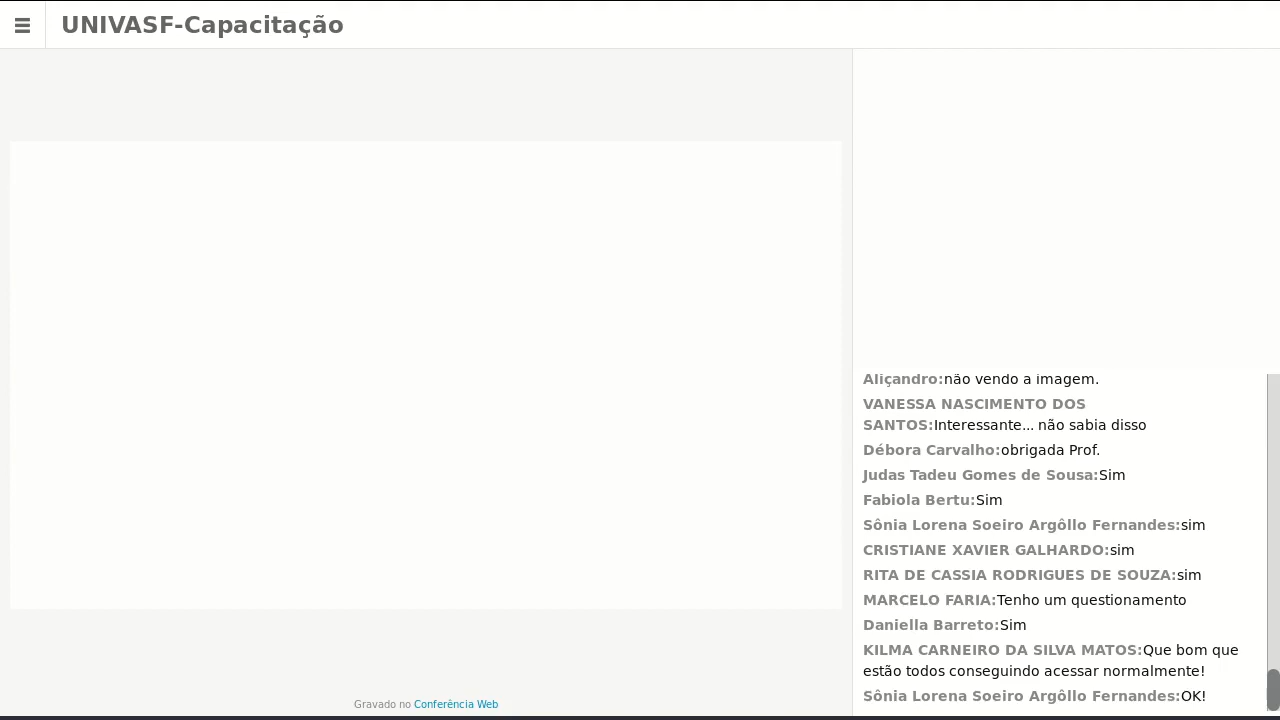 UNIVASF-Capacitação
Aliçandro:não vendo a imagem.
VANESSA NASCIMENTO DOS
SANTOS:Interessante... não sabia disso
Débora Carvalho:obrigada Prof.
Judas Tadeu Gomes de Sousa:Sim
Fabiola Bertu:Sim
Sônia Lorena Soeiro Argôllo Fernandes:sim
CRISTIANE XAVIER GALHARDO:sim
RITA DE CASSIA RODRIGUES DE SOUZA:sim
MARCELO FARIA:Tenho um questionamento
Daniella Barreto:Sim
KILMA CARNEIRO DA SILVA MATOS:Que bom que
estão todos conseguindo acessar normalmente!
Sônia Lorena Soeiro Argôllo Fernandes:OK!
Gravado no Conferência Web